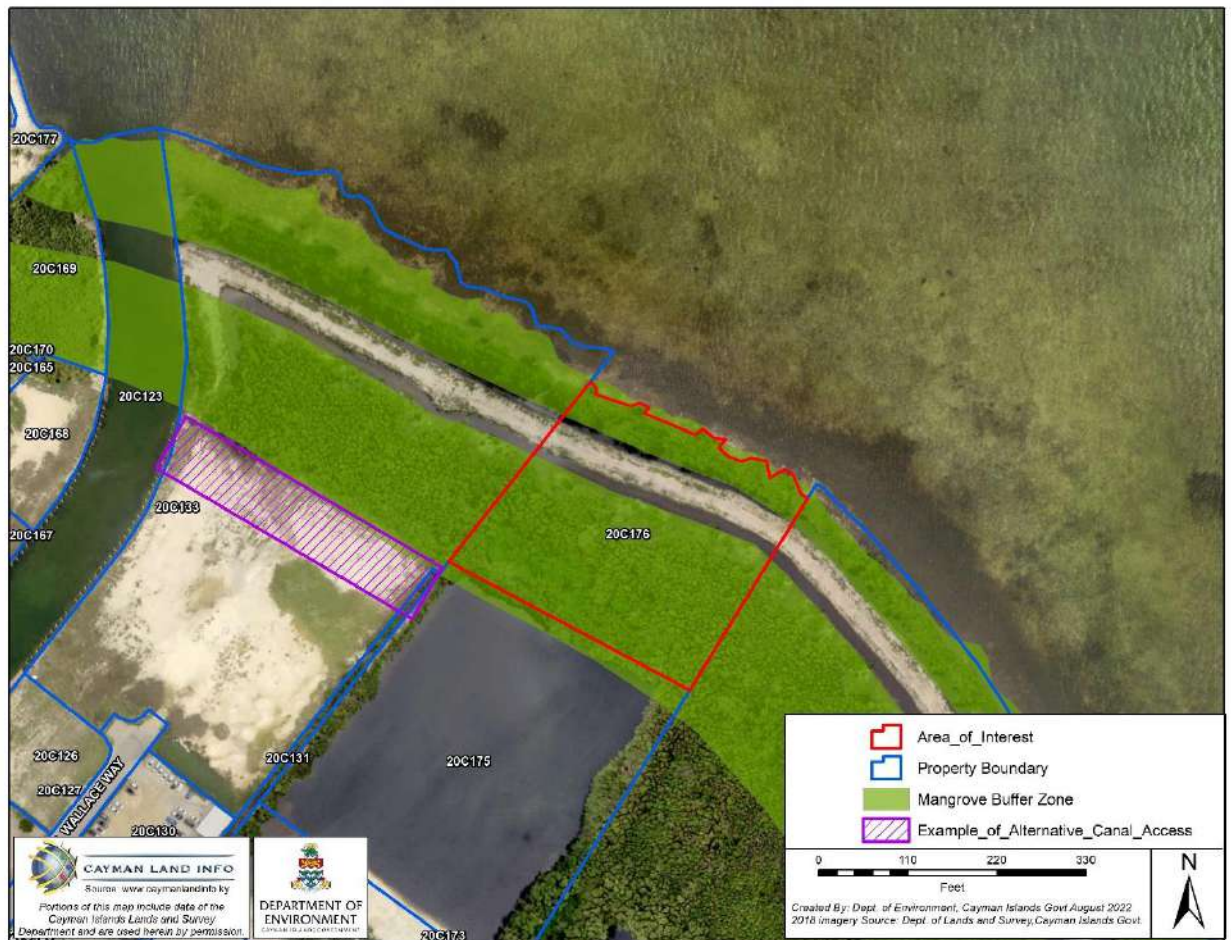 20C177
20C169
20C170
20C165
20C123
20C168
20C133
20C167
20C176
20C126
20C131
20C175
20C127
WALLACE WAY
20C130
20C173
Area_of_Interest
Property Boundary
Mangrove Buffer Zone
Example_of_Alternative_Canal_Access
0 110 220 330
Feet
N
Created By: Dept. of Environment, Cayman Islands Govt August 2022
2018 imagery Source: Dept. of Lands and Survey, Cayman Islands Govt.
CAYMAN LAND INFO
Source: www.caymanlandinfo.ky
Portions of this map include data of the
Cayman Islands Lands and Survey
Department and are used herein by permission.
DEPARTMENT OF
ENVIRONMENT
CAYMAN ISLANDS GOVERNMENT